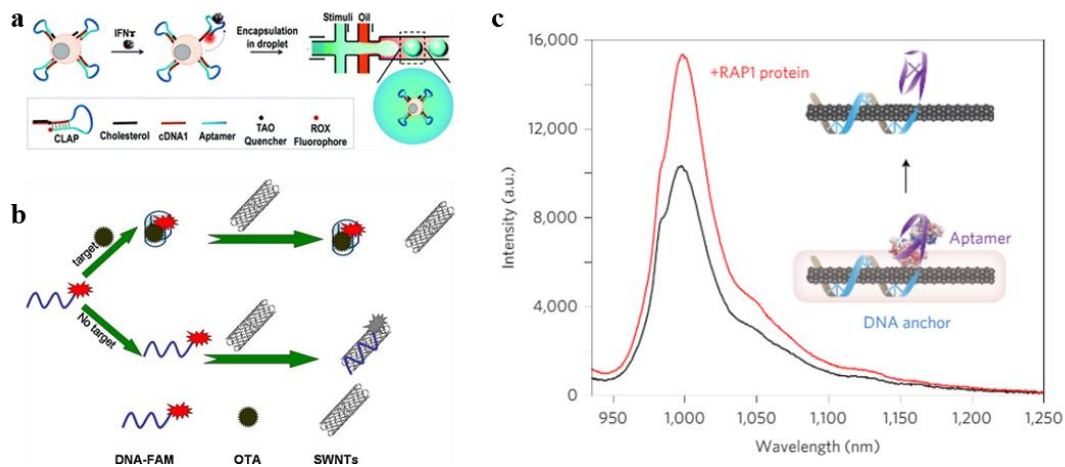 a
IFNɤ
Encapsulation
in droplet
Stimuli Oil
CLAP
Cholesterol
cDNA1
Aptamer
TAO
Quencher
ROX
Fluorophore
b
target
No target
DNA-FAM
OTA
SWNTs
c
16,000
12,000
8,000
4,000
0
Intensity (a.u.)
+RAP1 protein
Aptamer
DNA anchor
950 1,000 1,050 1,100 1,150 1,200 1,250
Wavelength (nm)